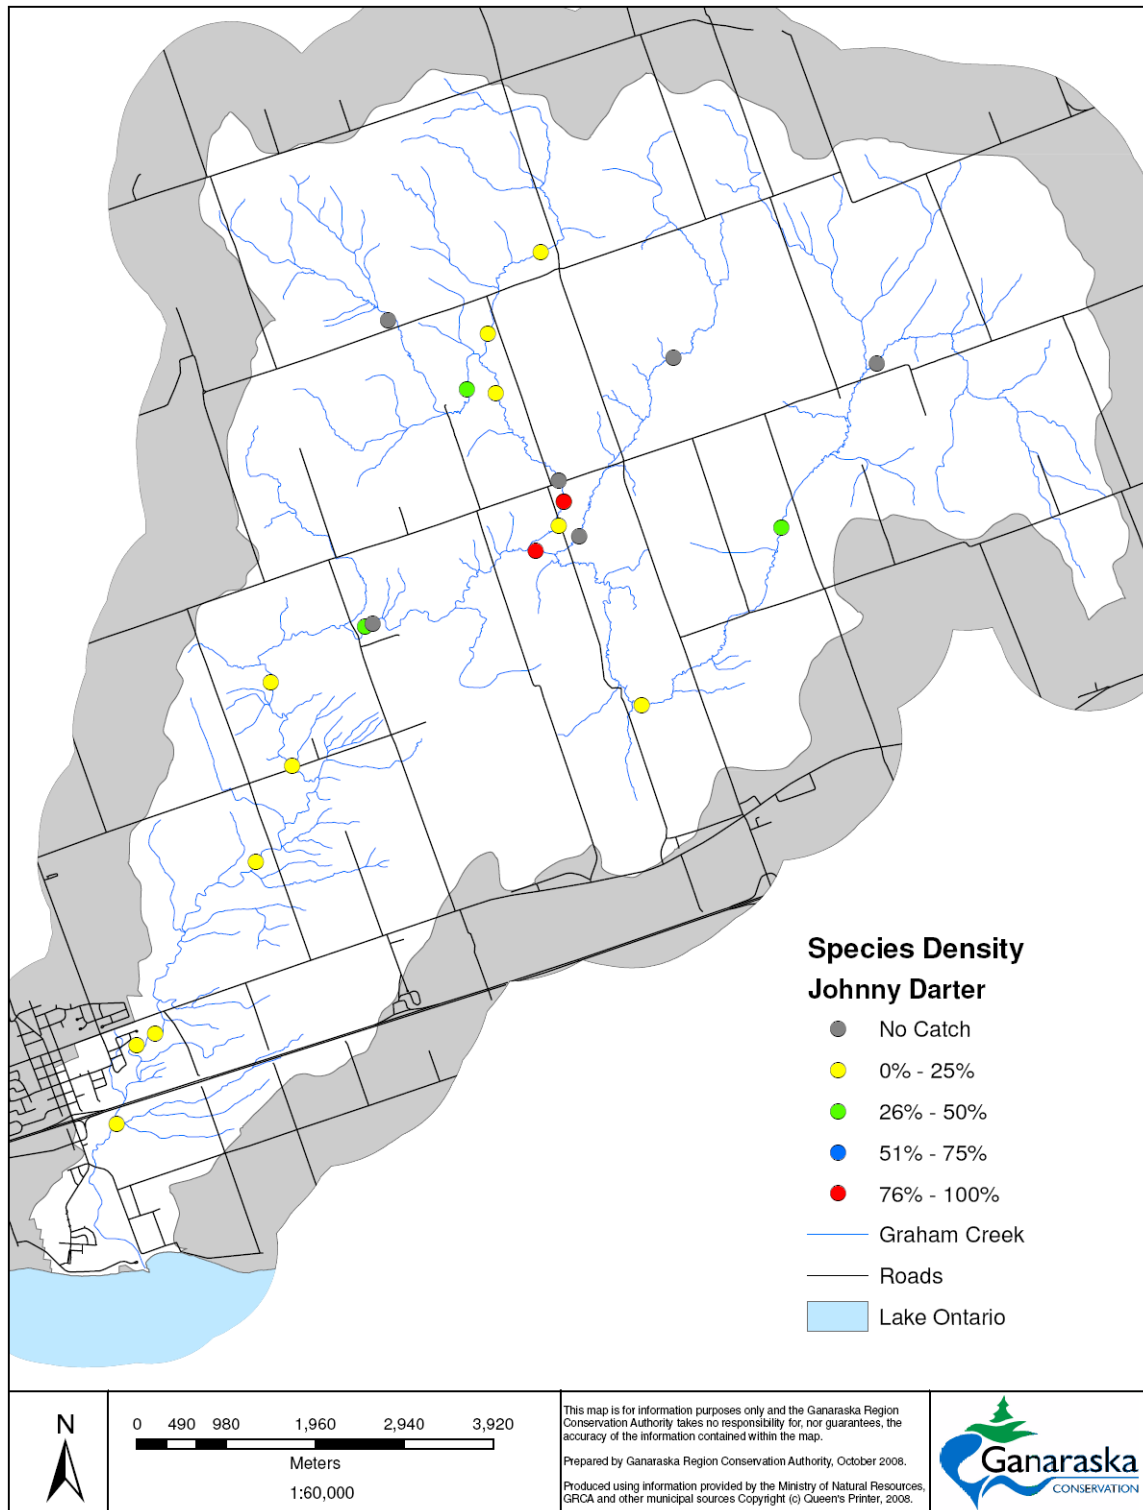 Species Density
Johnny Darter
No Catch
0% - 25%
26% - 50%
51% - 75%
76% - 100%
Graham Creek
Roads
Lake Ontario
N
0 490 980 1,960 2,940 3,920
Meters
1:60,000
This map is for information purposes only and the Ganaraska Region
Conservation Authority takes no responsibility for, nor guarantees, the
accuracy of the information contained within the map.
Prepared by Ganaraska Region Conservation Authority, October 2008.
Produced using information provided by the Ministry of Natural Resources,
GRCA and other municipal sources Copyright (c) Queen's Printer, 2008.
Ganaraska
CONSERVATION